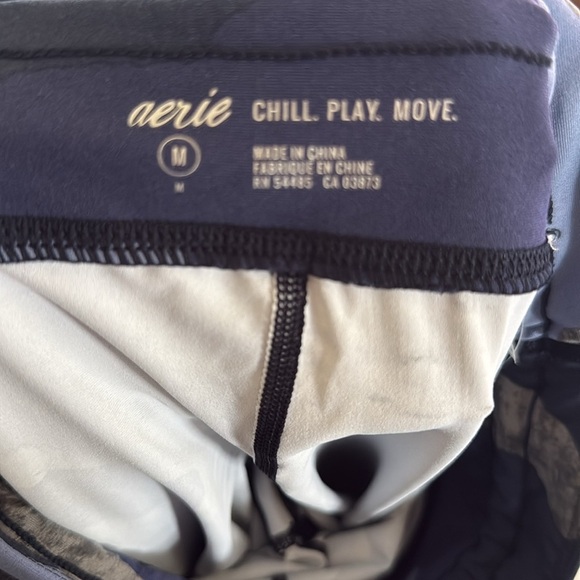 aerie CHILL. PLAY. MOVE.
M
M
MADE IN CHINA
FABRIQUE EN CHINE
RN 54485 CA 03873